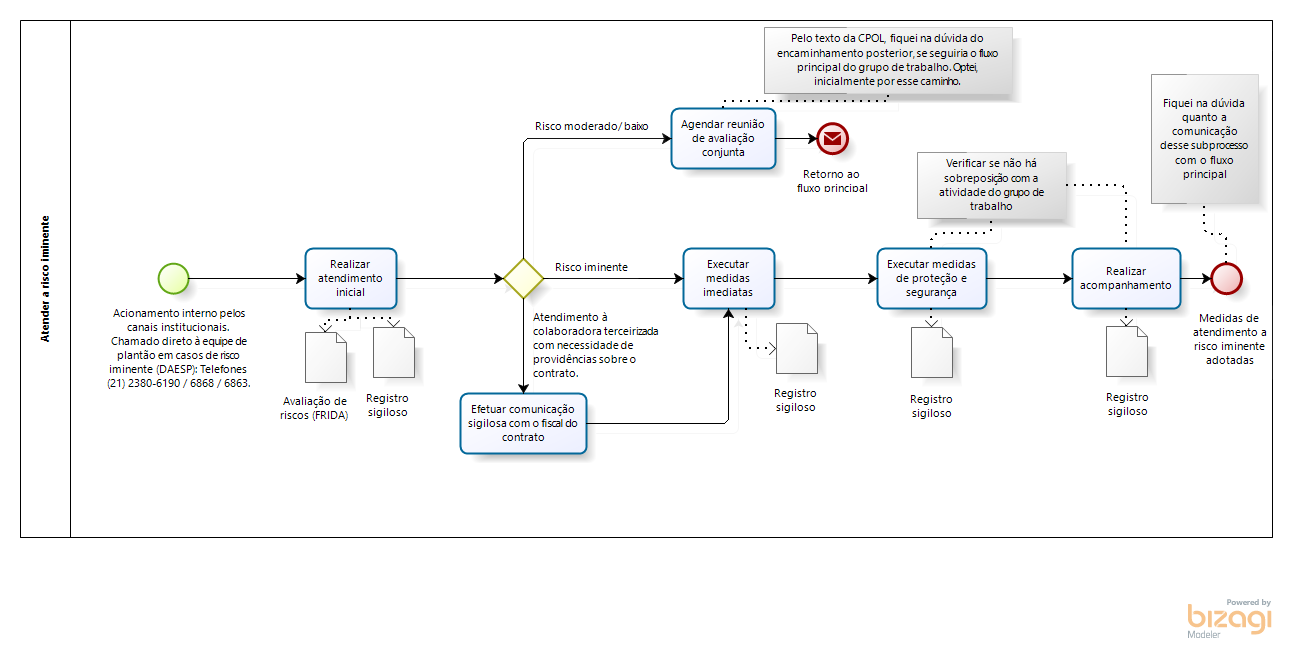 Atender a risco iminente
Acionamento interno pelos
canais institucionais.
Chamado direto à equipe de
plantão em casos de risco
iminente (DAESP): Telefones
(21) 2380-6190 / 6868 / 6863.
Realizar
atendimento
inicial
Avaliação de
riscos (FRIDA)
Registro
sigiloso
Risco moderado/ baixo
Agendar reunião
de avaliação
conjunta
Pelo texto da CPOL, fiquei na dúvida do
encaminhamento posterior, se seguiria o fluxo
principal do grupo de trabalho. Optei,
inicialmente por esse caminho.
Retorno ao
fluxo principal
Risco iminente
Executar
medidas
imediatas
Registro
sigiloso
Atendimento à
colaboradora terceirizada
com necessidade de
providências sobre o
contrato.
Efetuar comunicação
sigilosa com o fiscal do
contrato
Verificar se não há
sobreposição com a
atividade do grupo de
trabalho
Executar medidas
de proteção e
segurança
Registro
sigiloso
Realizar
acompanhamento
Registro
sigiloso
Fiquei na dúvida
quanto a
comunicação
desse subprocesso
com o fluxo
principal
Medidas de
atendimento a
risco iminente
adotadas
Powered by
bizagi
Modeler